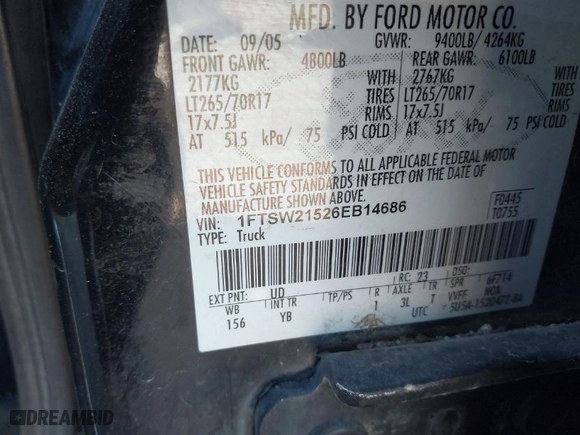 MFD. BY FORD MOTOR CO.
DATE: 09/05 GVWR: 9400LB/ 4264KG
FRONT GAWR: 4800LB REAR GAWR: 6100LB
2177KG WITH 2767KG WITH
LT265/70R17 TIRES LT265/70R17 TIRES
17x7.5J RIMS 17x7.5J RIMS
AT 515 kPa/ 75 PSI COLD AT 515 kPa/ 75 PSI COLD
THIS VEHICLE CONFORMS TO ALL APPLICABLE FEDERAL MOTOR
VEHICLE SAFETY STANDARDS IN EFFECT ON THE DATE OF
MANUFACTURE SHOWN ABOVE.
VIN: 1FTSW21526EB14686 F0445
TYPE: Truck T0755
EXT PNT: UD RC: 23 DSO:
WB INT TR TP/PS R AXLE TR SPR 6F714
156 YB 1 3L T VVFF NOA
UTC
DREAMBID